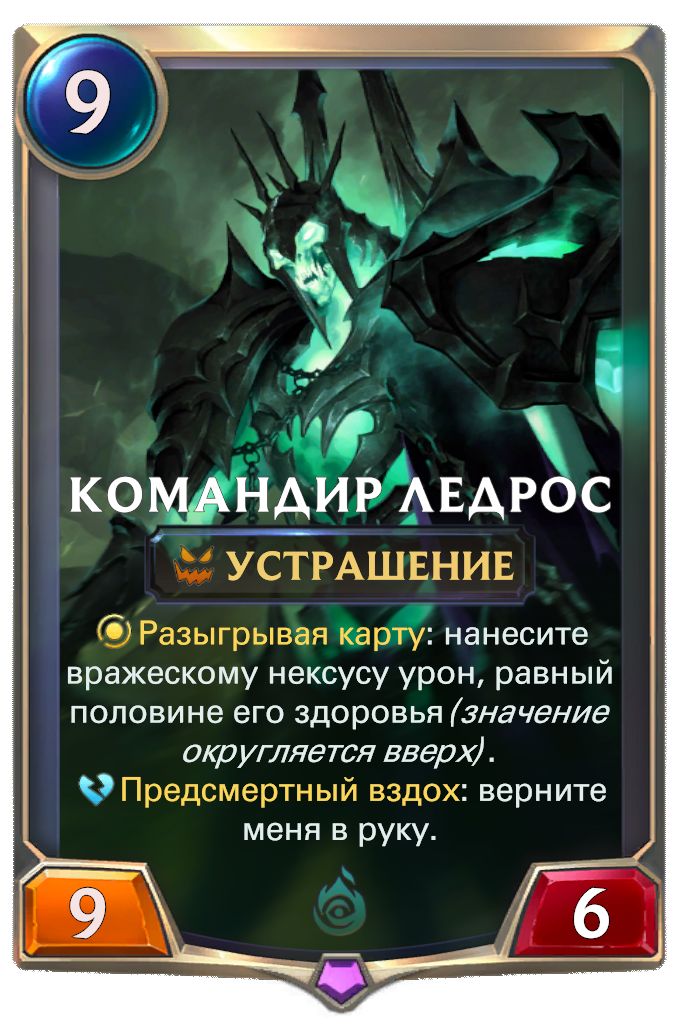 9
КОМАНДИР ЛЕДРОС
УСТРАШЕНИЕ
Разыгрывая карту: нанесите
вражескому нексусу урон, равный
половине его здоровья (значение
округляется вверх).
Предсмертный вздох: верните
меня в руку.
9
6